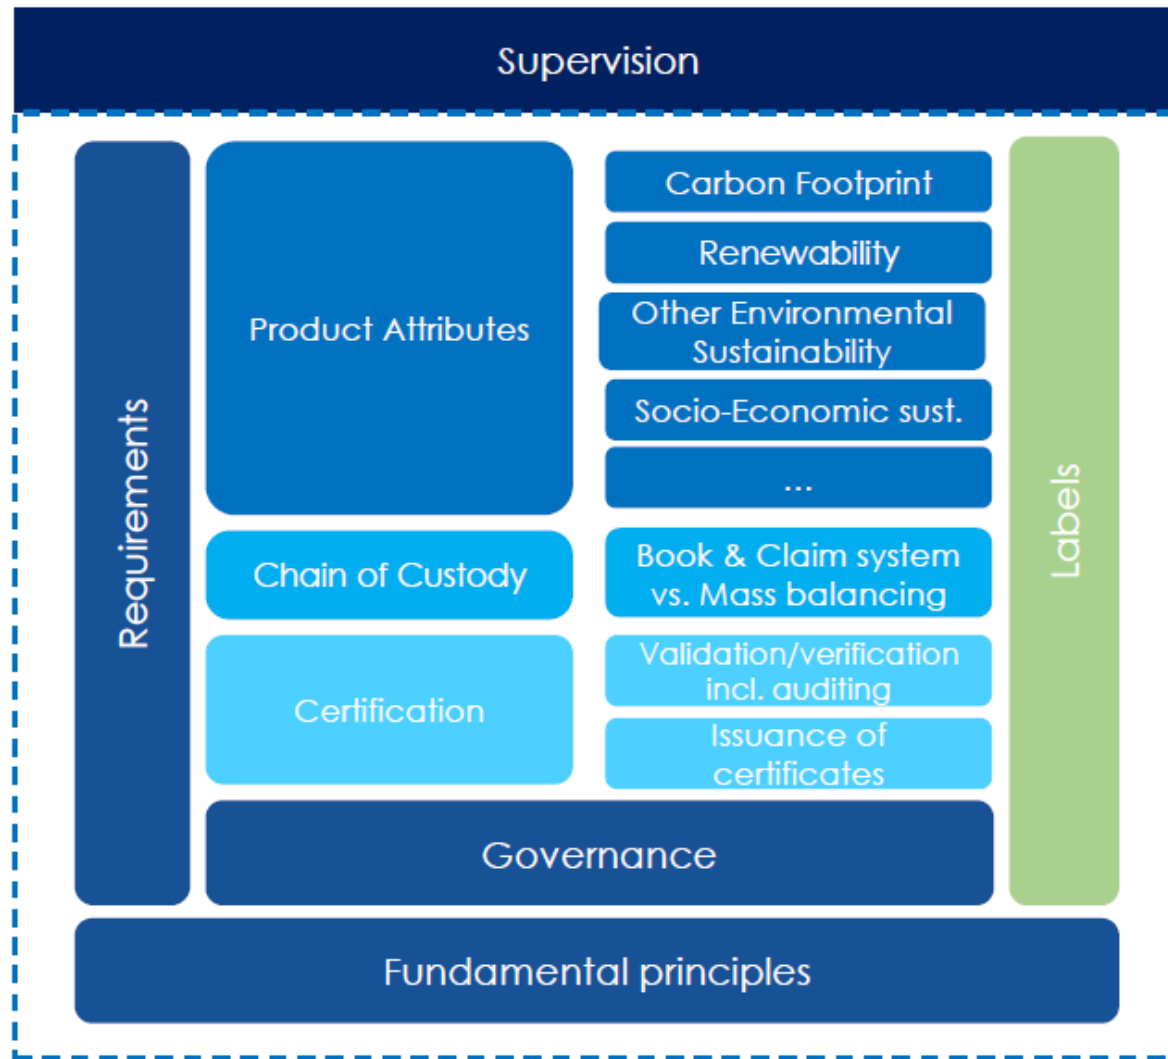 Supervision
Requirements
Product Attributes
Carbon Footprint
Renewability
Other Environmental
Sustainability
Socio-Economic sust.
...
Chain of Custody
Book & Claim system
vs. Mass balancing
Certification
Validation/verification
incl. auditing
Issuance of
certificates
Labels
Governance
Fundamental principles